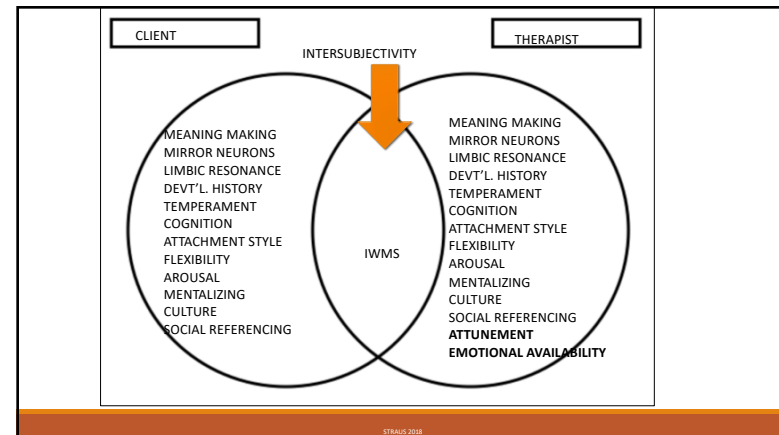 CLIENT
THERAPIST
INTERSUBJECTIVITY
MEANING MAKING
MIRROR NEURONS
LIMBIC RESONANCE
DEVT’L. HISTORY
TEMPERAMENT
COGNITION
ATTACHMENT STYLE
FLEXIBILITY
AROUSAL
MENTALIZING
CULTURE
SOCIAL REFERENCING
IWMS
MEANING MAKING
MIRROR NEURONS
LIMBIC RESONANCE
DEVT’L. HISTORY
TEMPERAMENT
COGNITION
ATTACHMENT STYLE
FLEXIBILITY
AROUSAL
MENTALIZING
CULTURE
SOCIAL REFERENCING
ATTUNEMENT
EMOTIONAL AVAILABILITY
STRAUS 2018